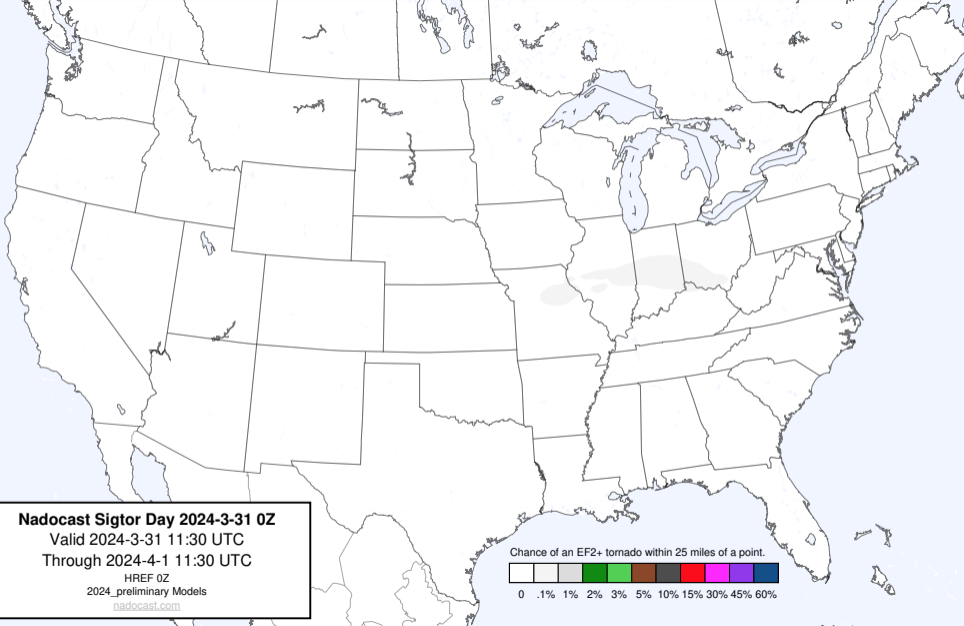 Nadocast Sigtor Day 2024-3-31 0Z
Valid 2024-3-31 11:30 UTC
Through 2024-4-1 11:30 UTC
HREF 0Z
2024_preliminary Models
nadocast.com
Chance of an EF2+ tornado within 25 miles of a point.
0 .1% 1% 2% 3% 5% 10% 15% 30% 45% 60%